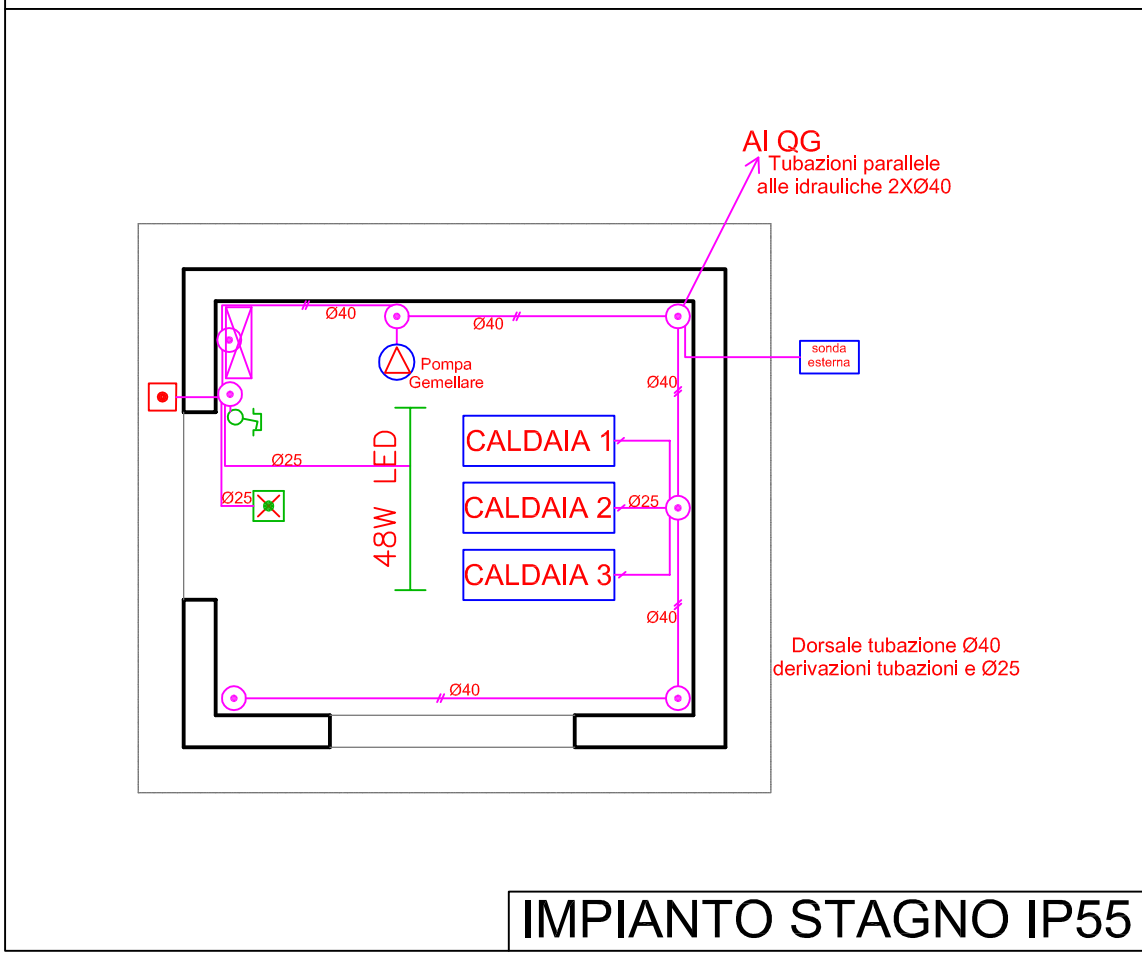 Al QG
Tubazioni parallele
alle idrauliche 2XØ40
Ø40
Ø40
sonda
esterna
Pompa
Gemellare
Ø40
CALDAIA 1
48W LED
Ø25
Ø25
CALDAIA 2
Ø25
CALDAIA 3
Ø40
Dorsale tubazione Ø40
derivazioni tubazioni e Ø25
Ø40
IMPIANTO STAGNO IP55